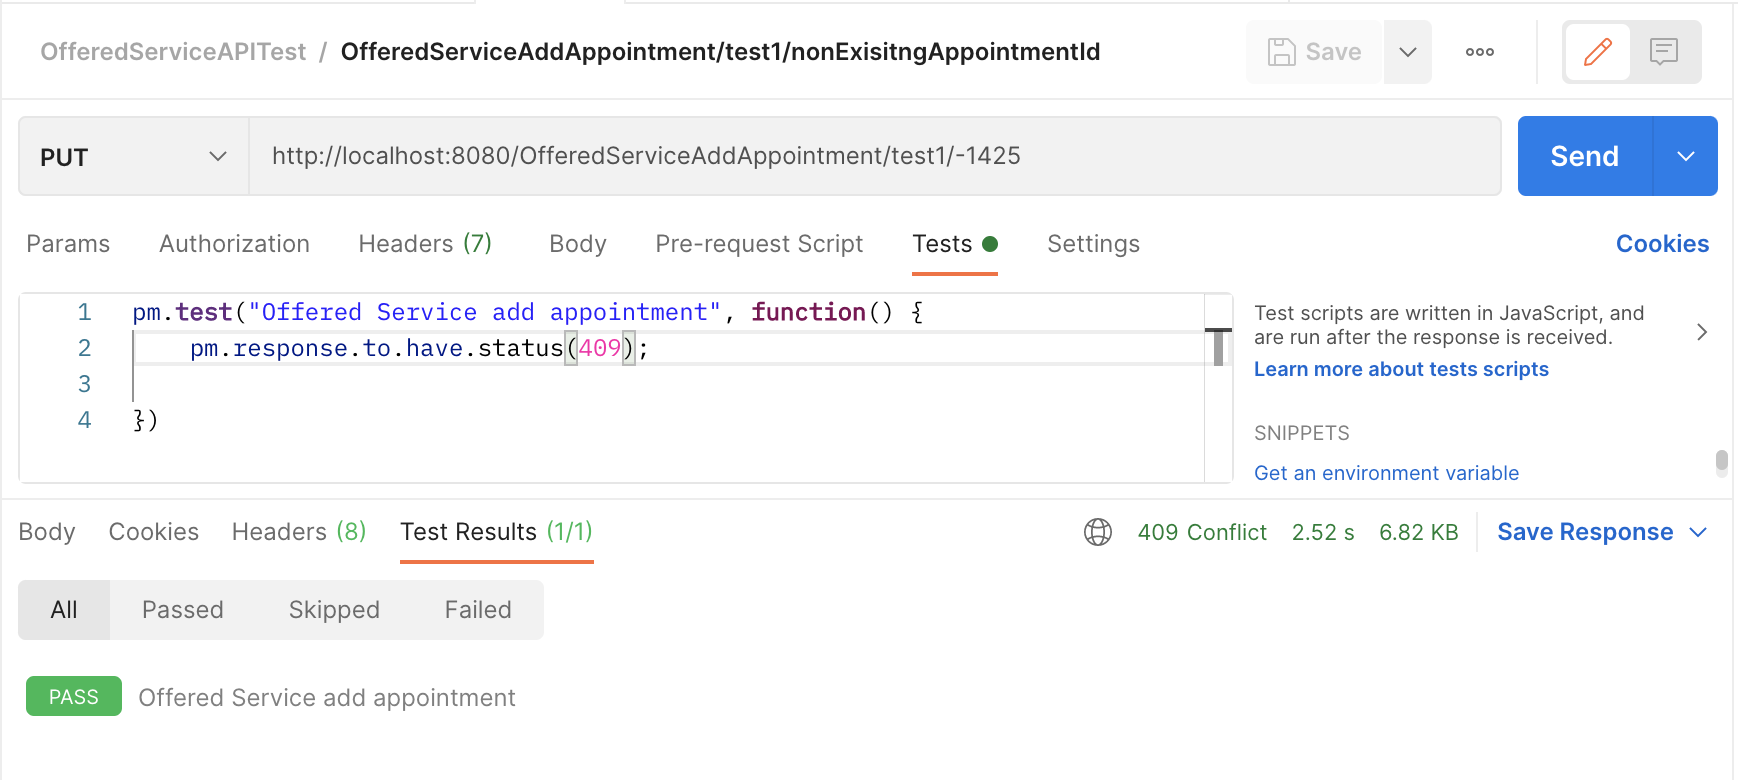 OfferedServiceAPITest / OfferedServiceAddAppointment/test1/nonExisitngAppointmentId
Save
PUT
http://localhost:8080/OfferedServiceAddAppointment/test1/-1425
Send
Params Authorization Headers (7) Body Pre-request Script Tests Settings
Cookies
1 pm.test("Offered Service add appointment", function() {
2 pm.response.to.have.status(409);
3
4 })
Test scripts are written in JavaScript, and
are run after the response is received.
Learn more about tests scripts
SNIPPETS
Get an environment variable
Body Cookies Headers (8) Test Results (1/1)
409 Conflict 2.52 s 6.82 KB Save Response
All Passed Skipped Failed
PASS Offered Service add appointment